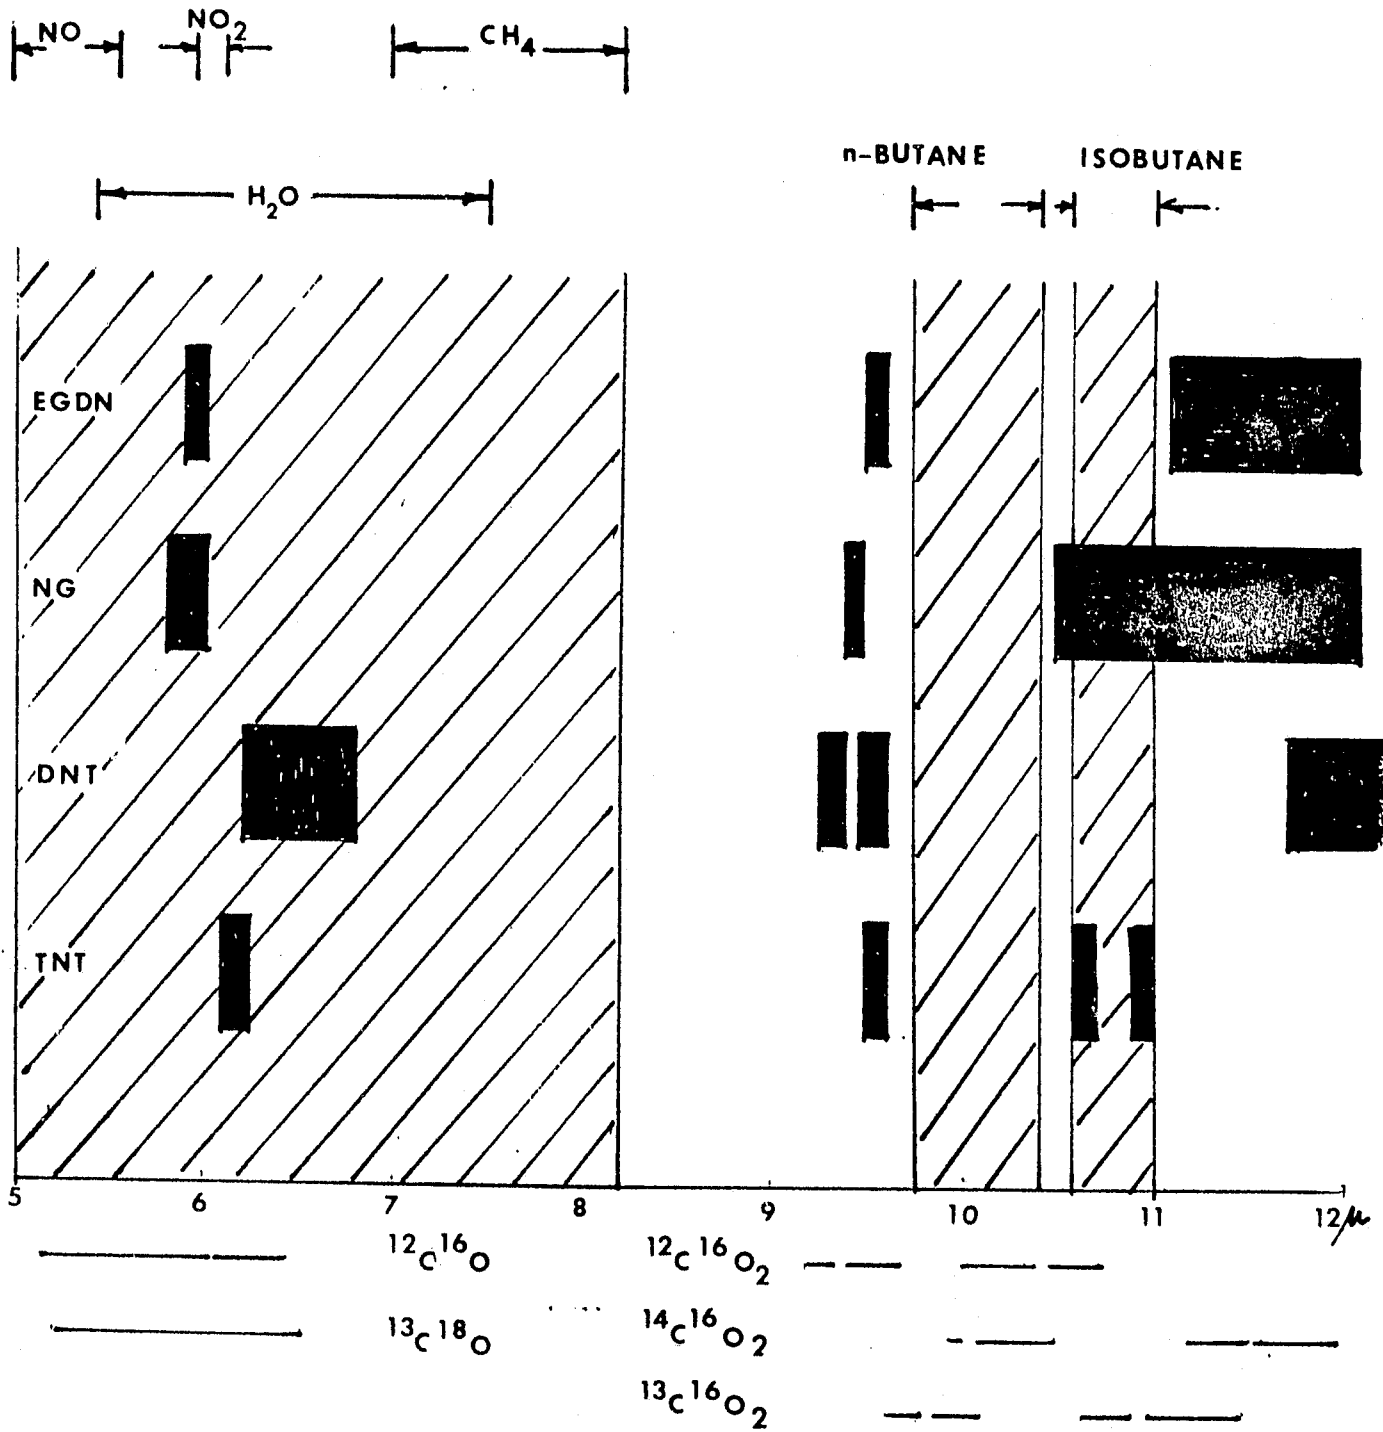 NO NO2 CH4
n-BUTANE ISOBUTANE
H2O
EGDN
NG
DNT
TNT
5 6 7 8 9 10 11 12μ
12C16O 12C16O2
13C18O 14C16O2
13C16O2